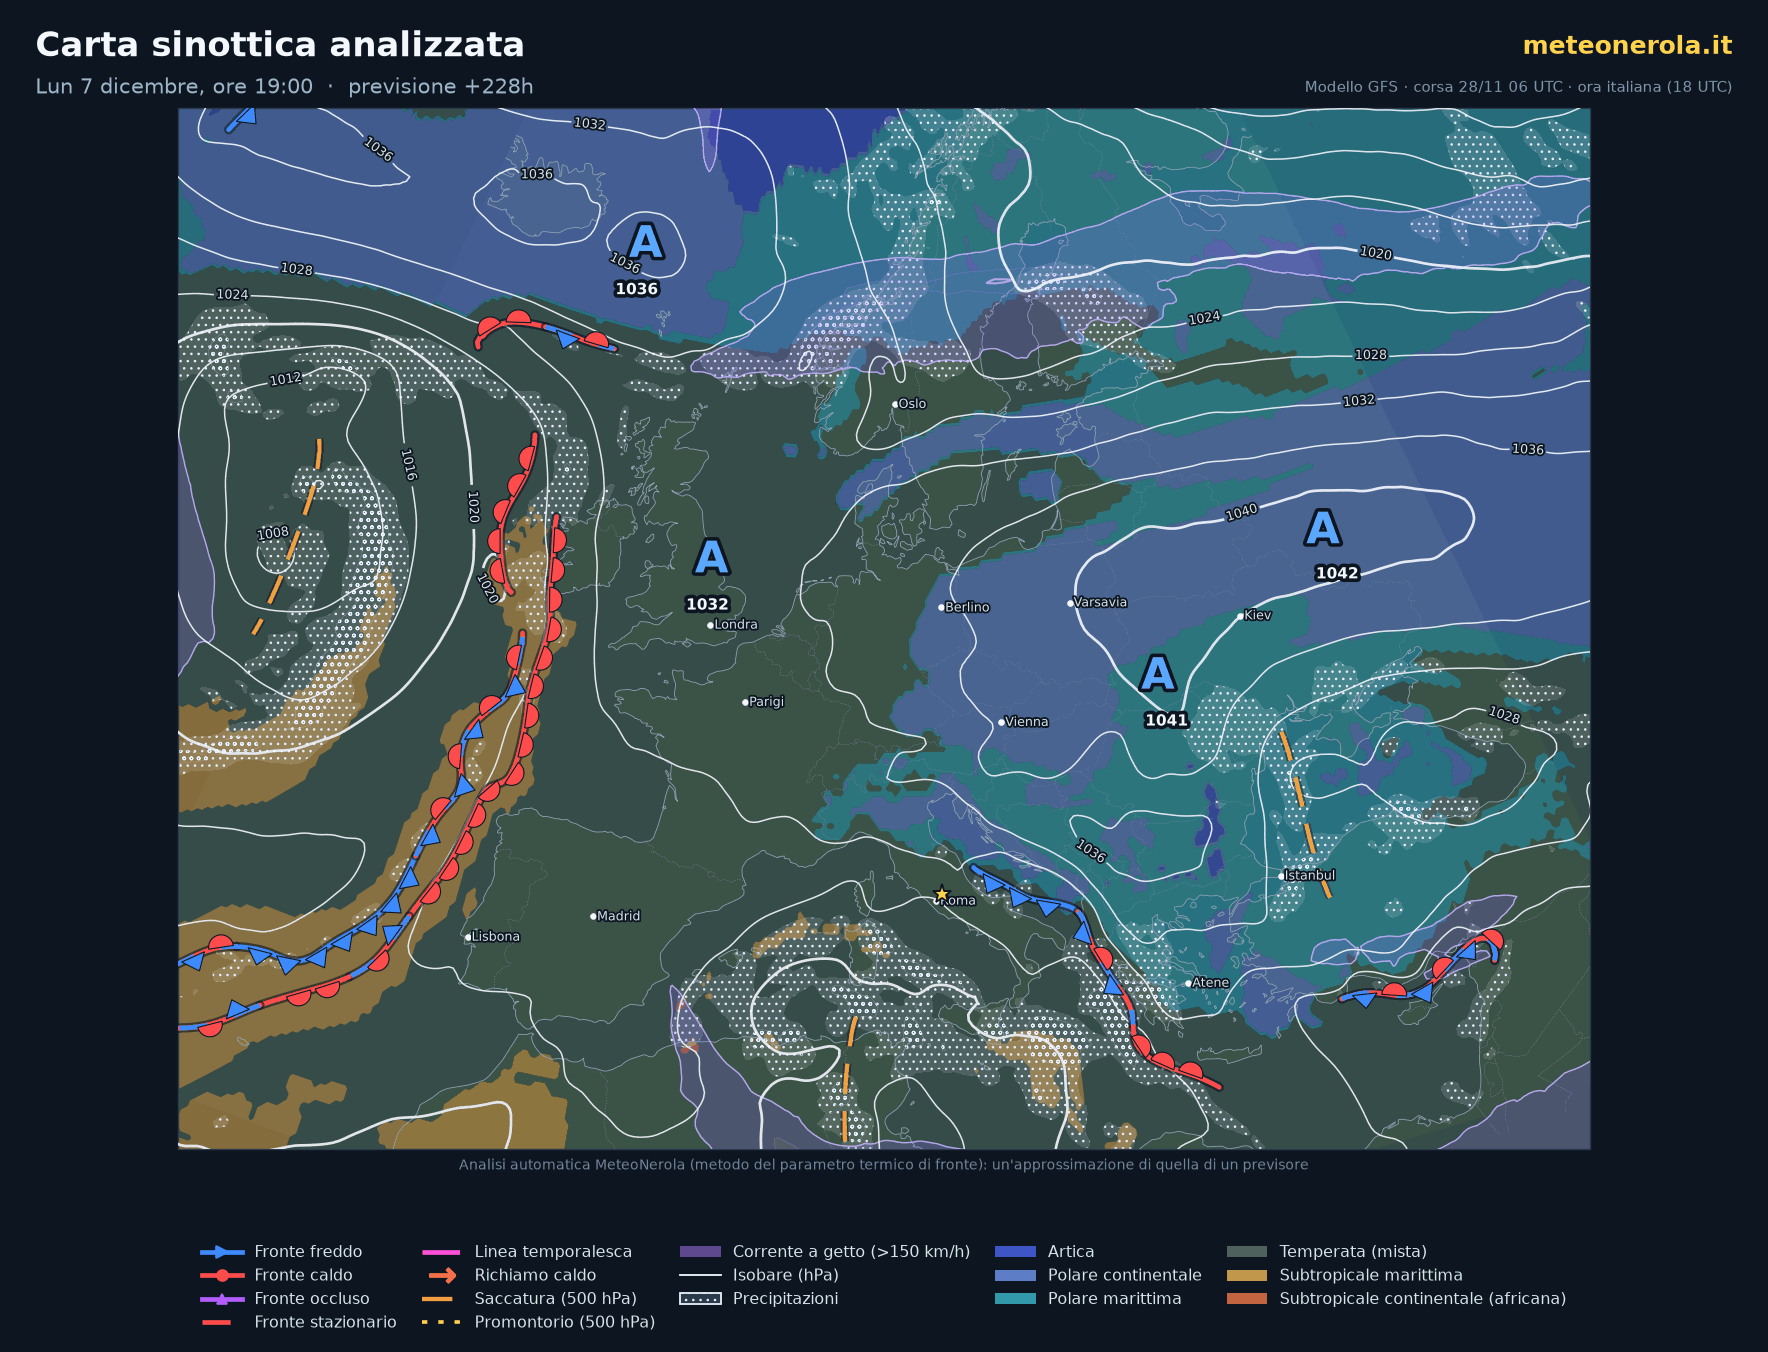 Carta sinottica analizzata
meteonerola.it
Lun 7 dicembre, ore 19:00 · previsione +228h
Modello GFS · corsa 28/11 06 UTC · ora italiana (18 UTC)
1032
1036
1036
A
1036
1036
1028
1024
1020
1024
1028
1032
1036
1012
1016
1020
1008
1020
Oslo
1040
A
1042
A
1032
Londra
Berlino
Varsavia
Kiev
A
1041
Parigi
Vienna
1028
1036
Istanbul
Roma
Madrid
Lisbona
Atene
Analisi automatica MeteoNerola (metodo del parametro termico di fronte): un'approssimazione di quella di un previsore
Fronte freddo
Fronte caldo
Fronte occluso
Fronte stazionario
Linea temporalesca
Richiamo caldo
Saccatura (500 hPa)
Promontorio (500 hPa)
Corrente a getto (>150 km/h)
Isobare (hPa)
Precipitazioni
Artica
Polare continentale
Polare marittima
Temperata (mista)
Subtropicale marittima
Subtropicale continentale (africana)